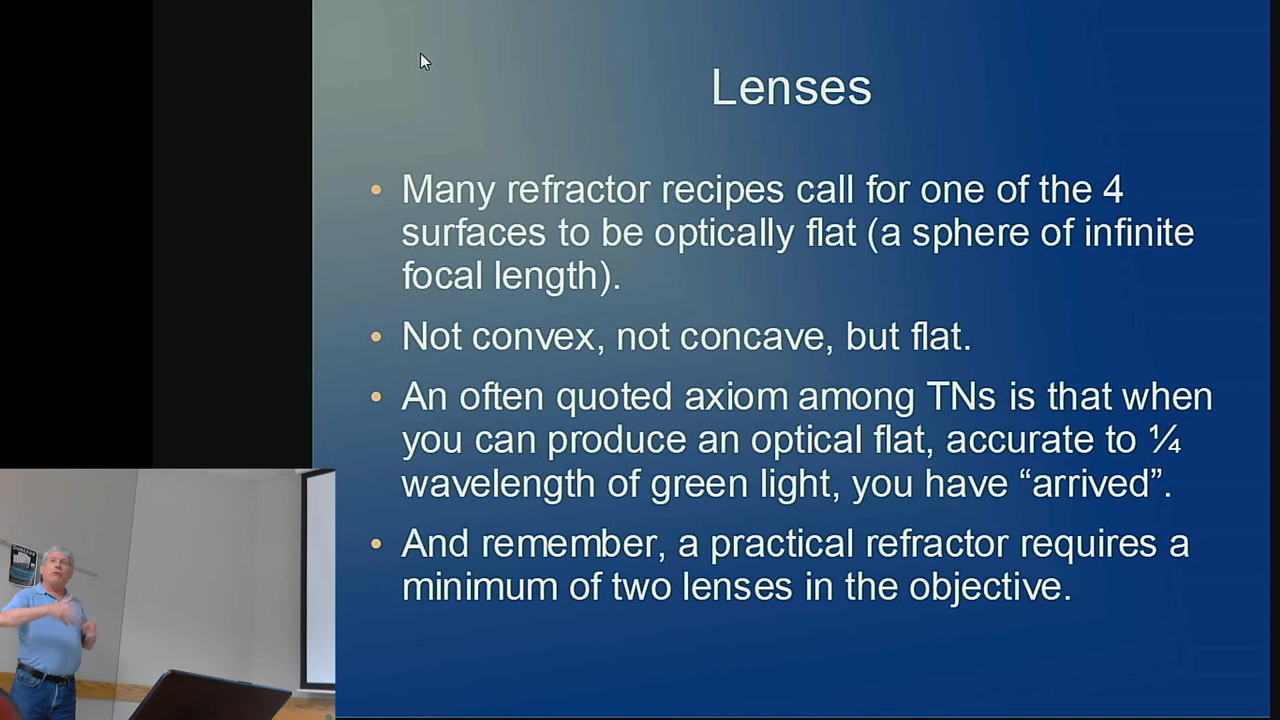 Lenses
• Many refractor recipes call for one of the 4
surfaces to be optically flat (a sphere of infinite
focal length).
• Not convex, not concave, but flat.
• An often quoted axiom among TNs is that when
you can produce an optical flat, accurate to ¼
wavelength of green light, you have “arrived”.
• And remember, a practical refractor requires a
minimum of two lenses in the objective.